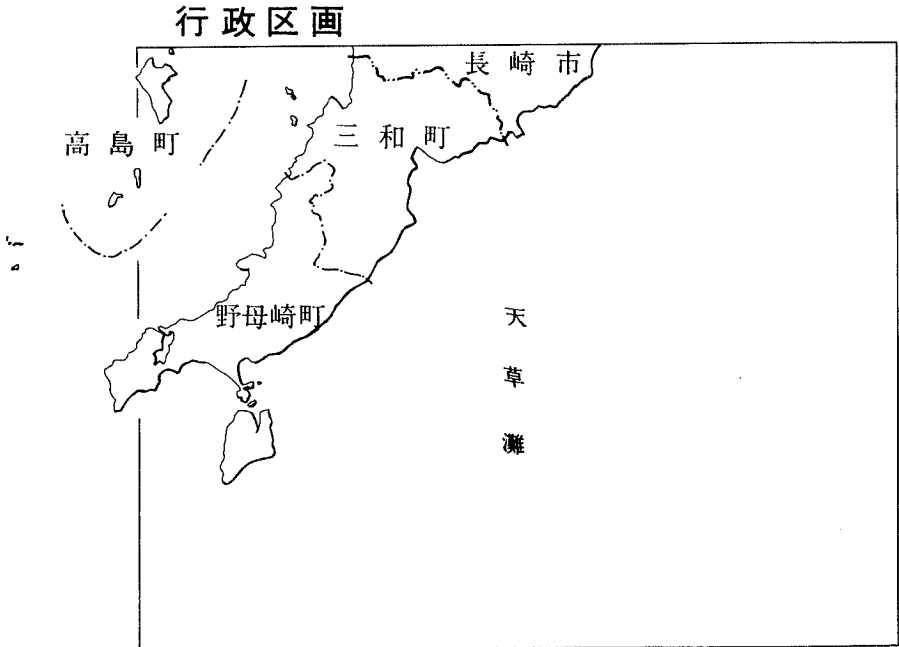 行政区画
長崎市
高島町
三和町
野母崎町
天草灘